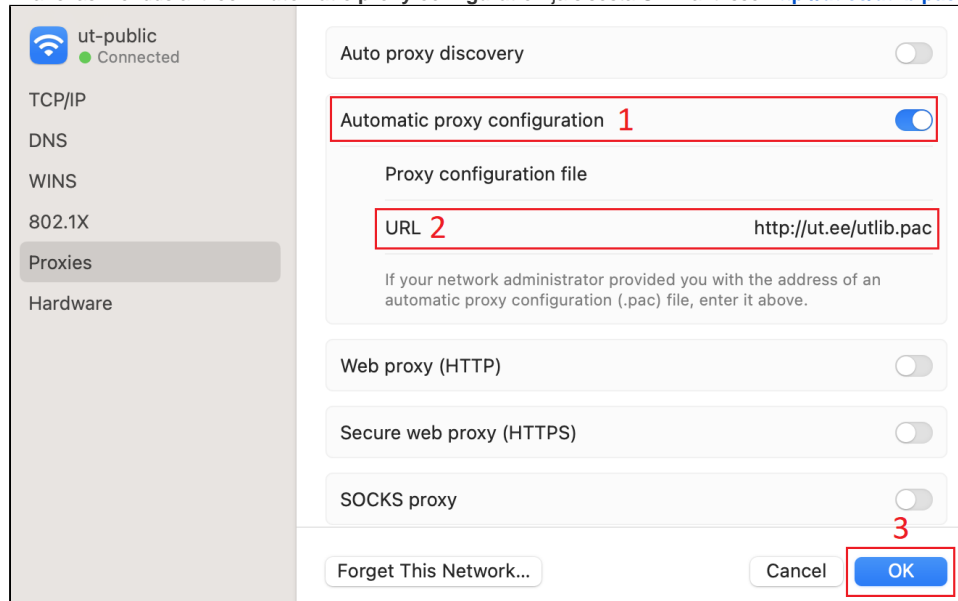 ut-public
Connected
TCP/IP
DNS
WINS
802.1X
Proxies
Hardware
Auto proxy discovery
Automatic proxy configuration 1
Proxy configuration file
URL 2 http://ut.ee/utlib.pac
If your network administrator provided you with the address of an
automatic proxy configuration (.pac) file, enter it above.
Web proxy (HTTP)
Secure web proxy (HTTPS)
SOCKS proxy
3
Forget This Network...
Cancel
OK